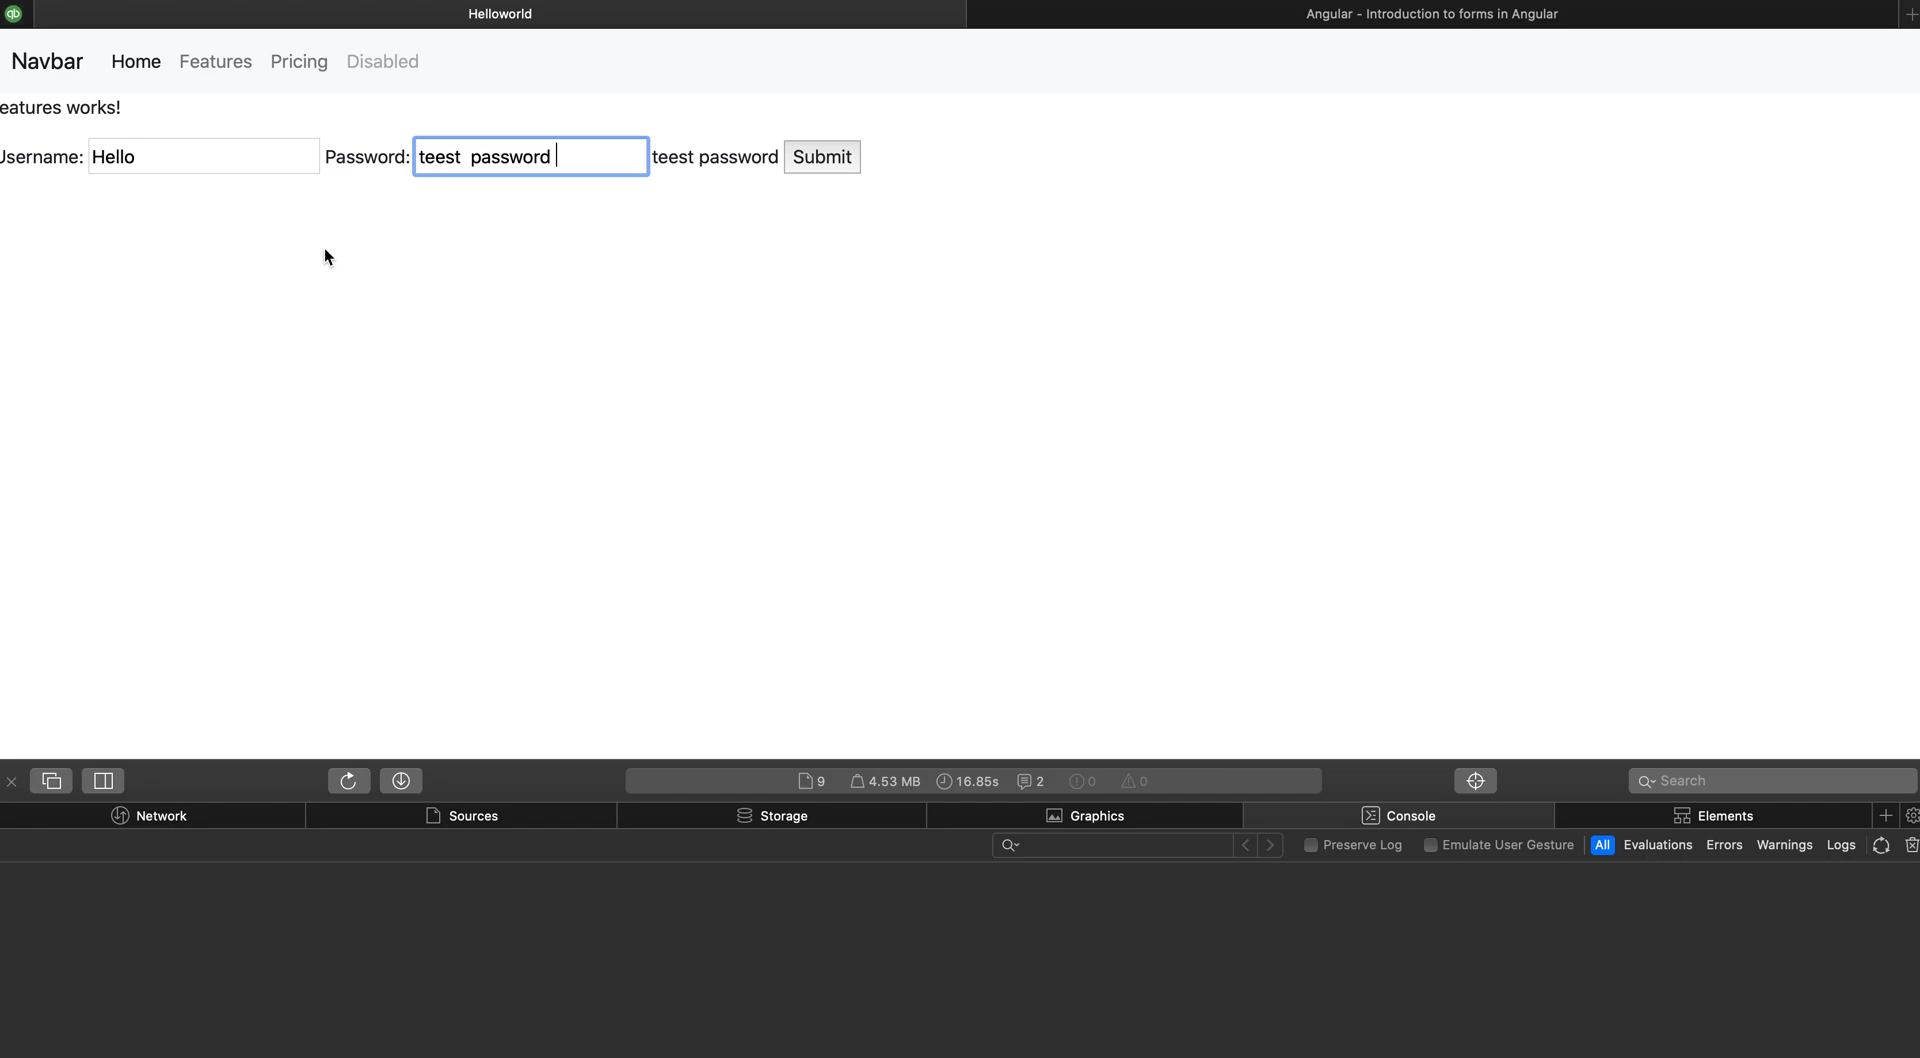 Helloworld
Angular - Introduction to forms in Angular
Navbar Home Features Pricing Disabled
eatures works!
Username: Hello Password: teest  password teest password Submit
9 4.53 MB 16.85s 2 0 0 Search
Network Sources Storage Graphics Console Elements
Preserve Log Emulate User Gesture All Evaluations Errors Warnings Logs